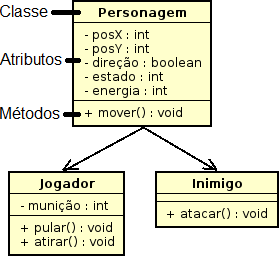 Classe
Personagem
Atributos
- posX : int
- posY : int
- direção : boolean
- estado : int
- energia : int
Métodos
+ mover() : void
Jogador
- munição : int
+ pular() : void
+ atirar() : void
Inimigo
+ atacar() : void